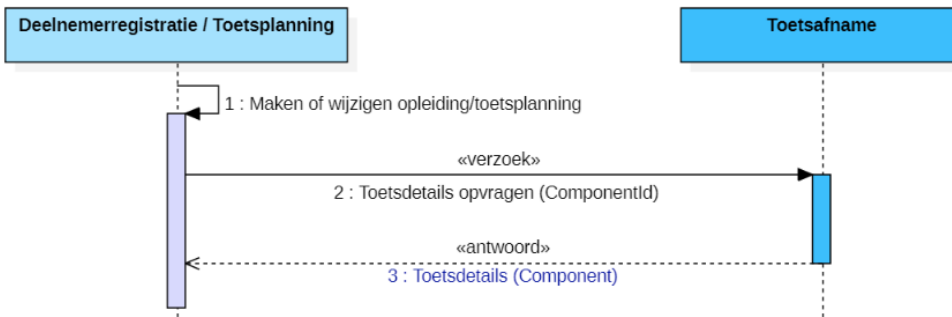 Deelnemerregistratie / Toetsplanning
Toetsafname
1 : Maken of wijzigen opleiding/toetsplanning
«verzoek»
2 : Toetsdetails opvragen (ComponentId)
«antwoord»
3 : Toetsdetails (Component)